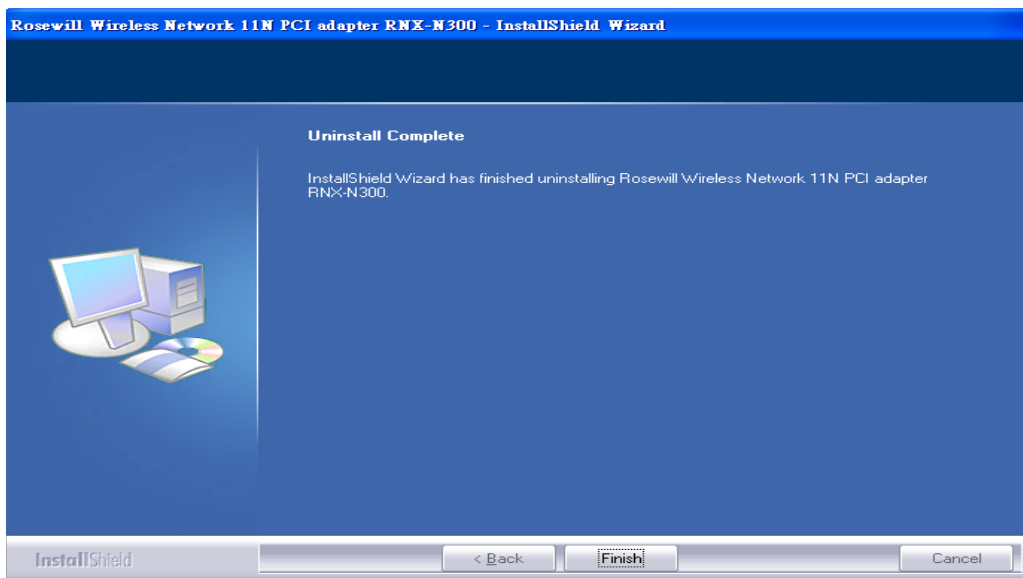 Rosewill Wireless Network 11N PCI adapter RNX-N300 - InstallShield Wizard
Uninstall Complete
InstallShield Wizard has finished uninstalling Rosewill Wireless Network 11N PCI adapter
RNX-N300.
InstallShield
< Back
Finish
Cancel